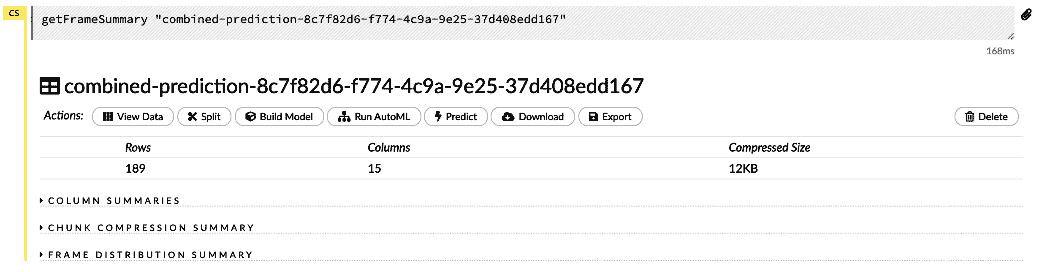 CS
getFrameSummary "combined-prediction-8c7f82d6-f774-4c9a-9e25-37d408edd167"
168ms
combined-prediction-8c7f82d6-f774-4c9a-9e25-37d408edd167
Actions: View Data Split Build Model Run AutoML Predict Download Export Delete
Rows Columns Compressed Size
189 15 12KB
COLUMN SUMMARIES
CHUNK COMPRESSION SUMMARY
FRAME DISTRIBUTION SUMMARY